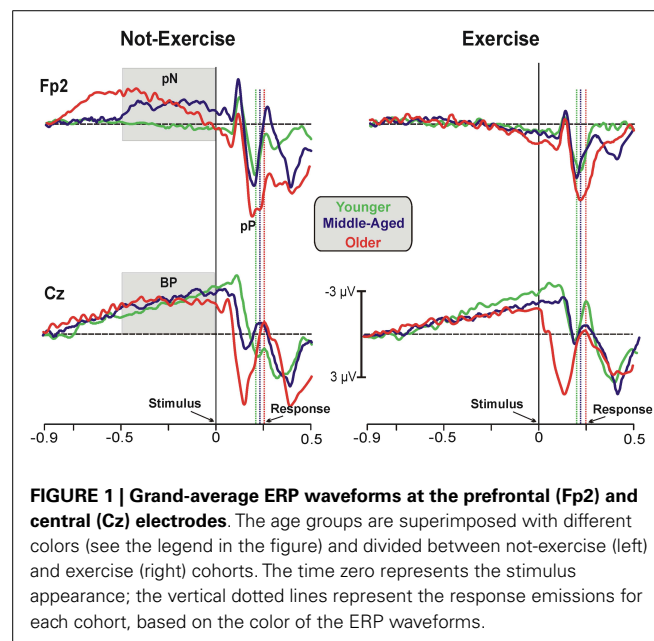 Not-Exercise Exercise
Fp2 pN
pP
Younger
Middle-Aged
Older
Cz BP
-3 µV
3 µV
Stimulus Response Stimulus Response
-0.9 -0.5 0 0.5 -0.9 -0.5 0 0.5
FIGURE 1 | Grand-average ERP waveforms at the prefrontal (Fp2) and
central (Cz) electrodes. The age groups are superimposed with different
colors (see the legend in the figure) and divided between not-exercise (left)
and exercise (right) cohorts. The time zero represents the stimulus
appearance; the vertical dotted lines represent the response emissions for
each cohort, based on the color of the ERP waveforms.